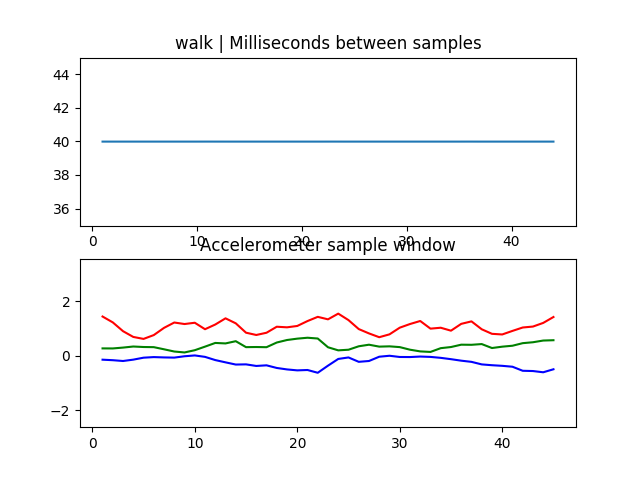 walk | Milliseconds between samples
44
42
40
38
36
0 10 20 30 40
Accelerometer sample window
2
0
−2
0 10 20 30 40